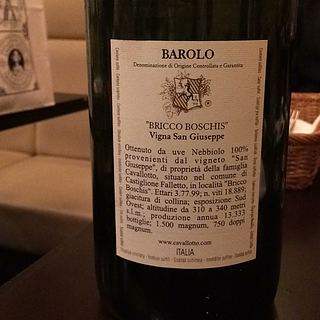 BAROLO
Denominazione di Origine Controllata e Garantita
"BRICCO BOSCHIS"
Vigna San Giuseppe
Ottenuto da uve Nebbiolo 100%
provenienti dal vigneto "San
Giuseppe", di proprietà della famiglia
Cavallotto, situato nel comune di
Castiglione Falletto, in località "Bricco
Boschis". Ettari 3.77.99; n. viti 18.889;
giacitura di collina; esposizione Sud
Ovest; altitudine da 310 a 340 metri
s.l.m.; produzione annua 13.333
bottiglie; 1.500 magnum, 750 doppi
magnum.
www.cavallotto.com
ITALIA